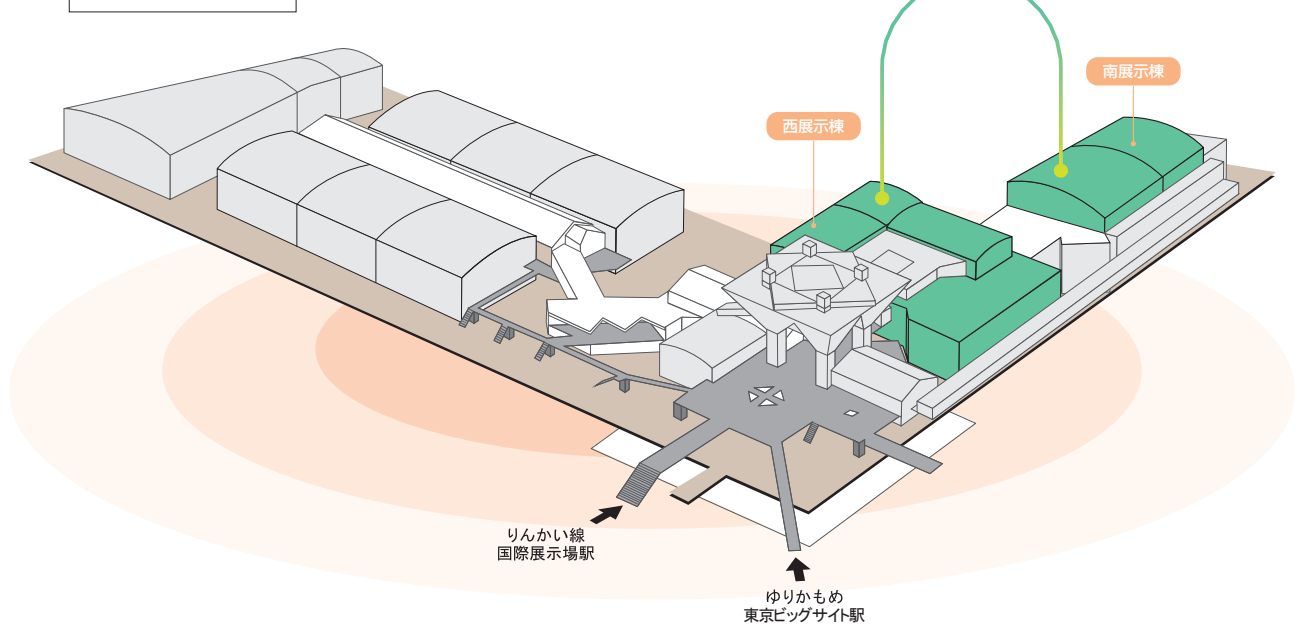 南展示棟
西展示棟
りんかい線
国際展示場駅
ゆりかもめ
東京ビッグサイト駅